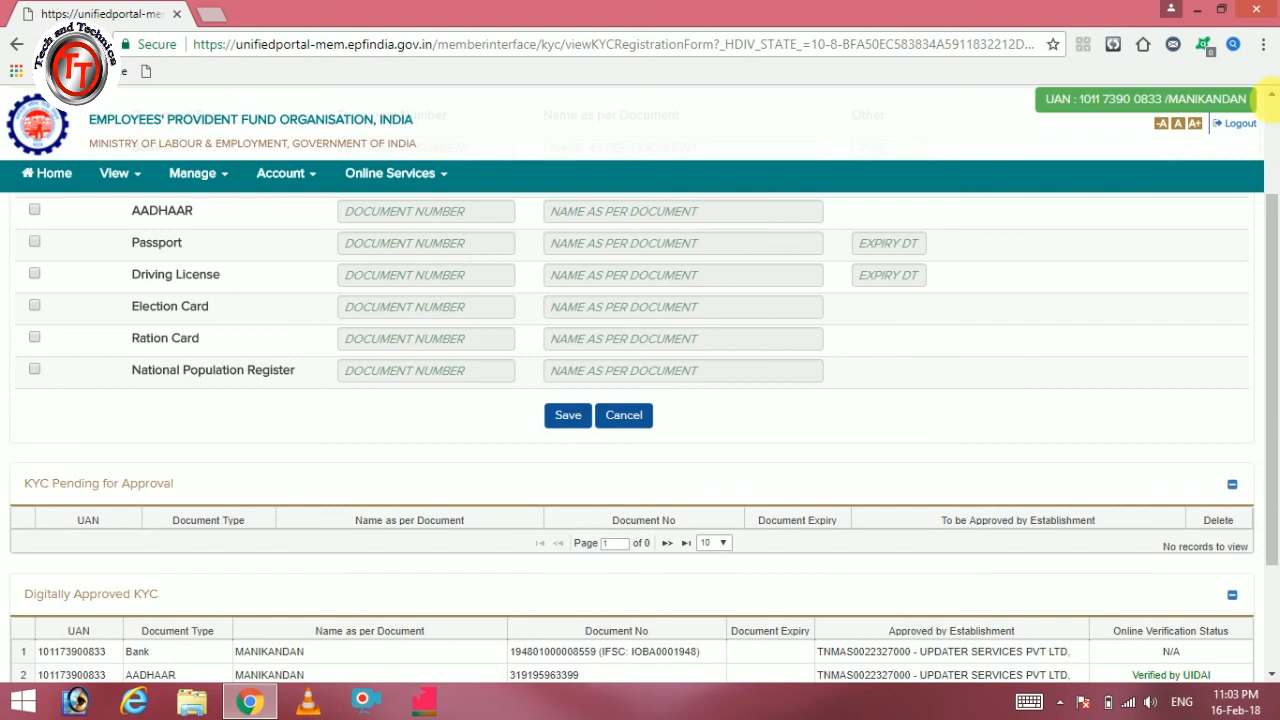 https://unifiedportal-me
Tech and Technics
TT
Secure https://unifiedportal-mem.epfindia.gov.in/memberinterface/kyc/viewKYCRegistrationForm?_HDIV_STATE_=10-8-BFA50EC583834A5911832212D...
0
UAN : 1011 7390 0833 /MANIKANDAN
EMPLOYEES' PROVIDENT FUND ORGANISATION, INDIA
Name as per Document Other
-A A A+ Logout
MINISTRY OF LABOUR & EMPLOYMENT, GOVERNMENT OF INDIA
Home View Manage Account Online Services
AADHAAR DOCUMENT NUMBER NAME AS PER DOCUMENT
Passport DOCUMENT NUMBER NAME AS PER DOCUMENT EXPIRY DT
Driving License DOCUMENT NUMBER NAME AS PER DOCUMENT EXPIRY DT
Election Card DOCUMENT NUMBER NAME AS PER DOCUMENT
Ration Card DOCUMENT NUMBER NAME AS PER DOCUMENT
National Population Register DOCUMENT NUMBER NAME AS PER DOCUMENT
Save Cancel
KYC Pending for Approval
UAN Document Type Name as per Document Document No Document Expiry To be Approved by Establishment Delete
Page 1 of 0 10 No records to view
Digitally Approved KYC
UAN Document Type Name as per Document Document No Document Expiry Approved by Establishment Online Verification Status
1 101173900833 Bank MANIKANDAN 194801000008559 (IFSC: IOBA0001948) TNMAS0022327000 - UPDATER SERVICES PVT LTD, N/A
2 101173900833 AADHAAR MANIKANDAN 319195963399 TNMAS0022327000 - UPDATER SERVICES PVT LTD, Verified by UIDAI
ENG 11:03 PM
16-Feb-18